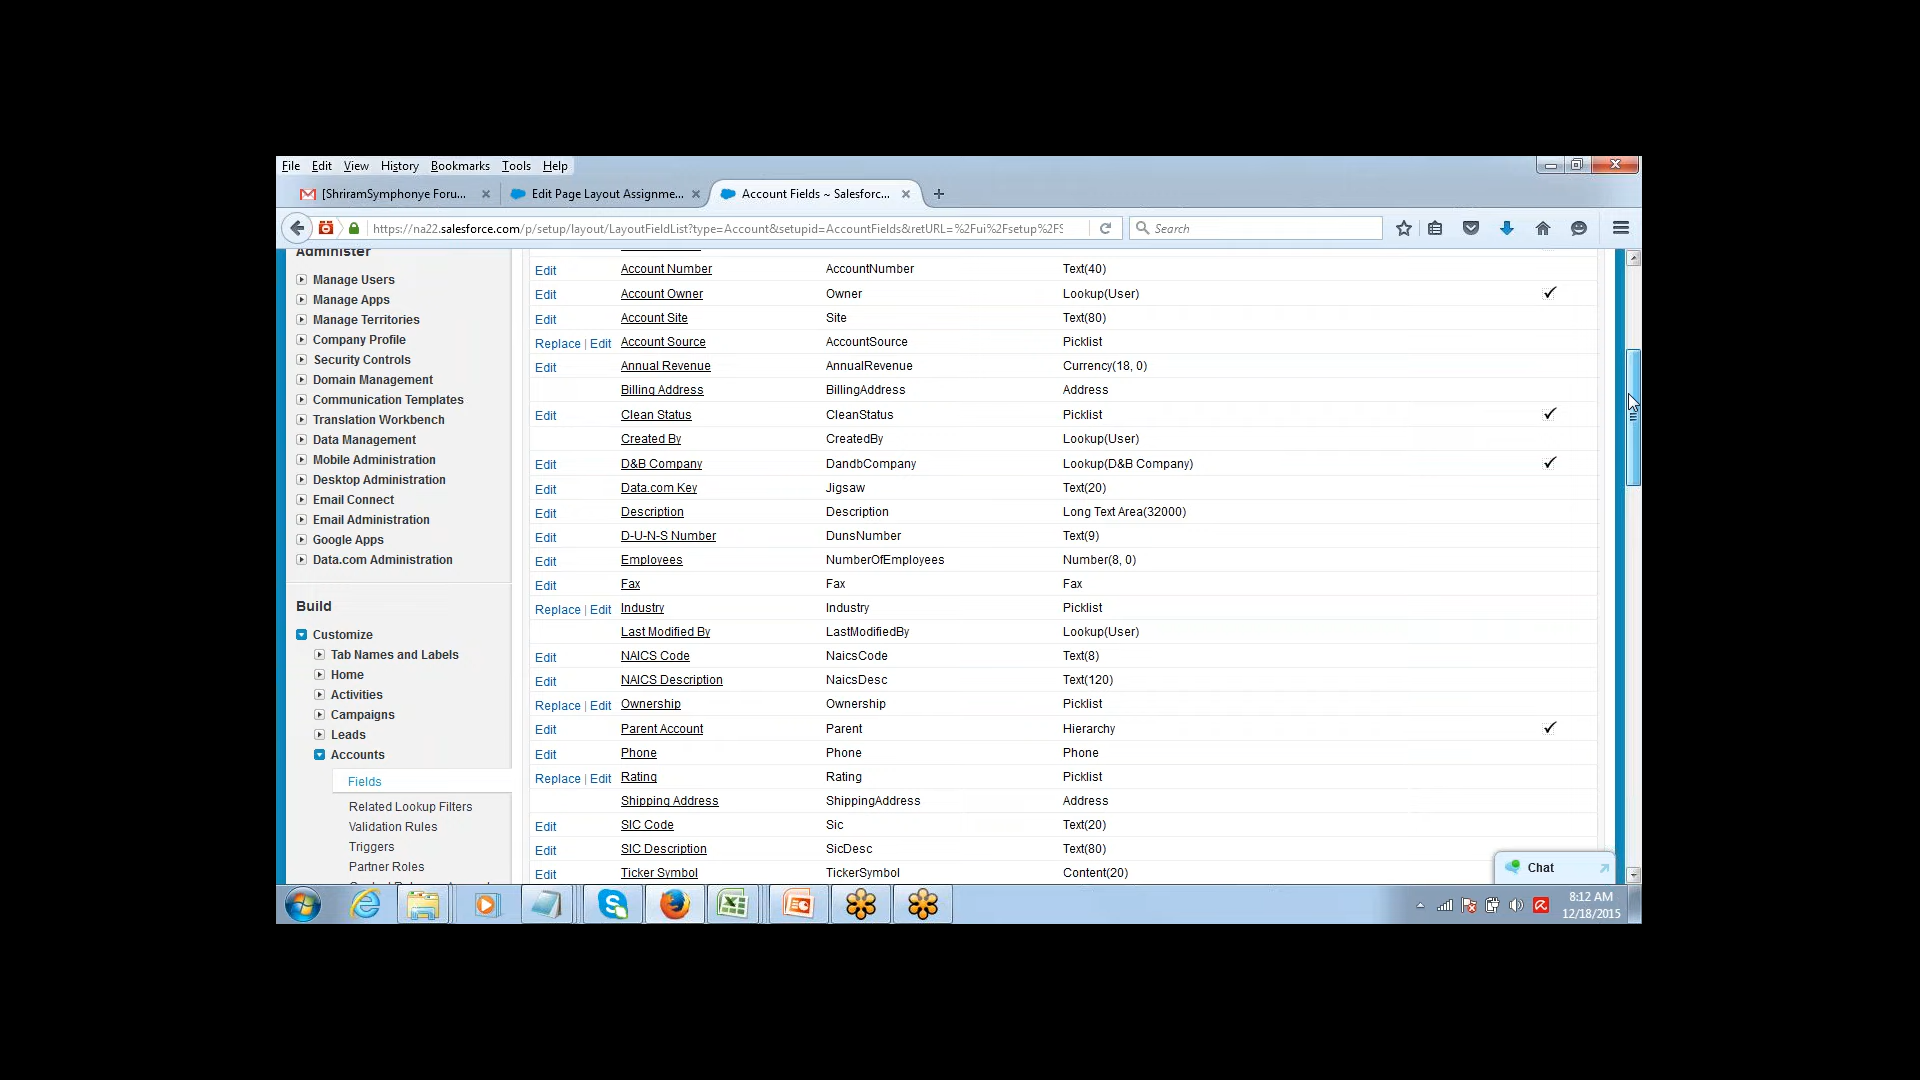 File Edit View History Bookmarks Tools Help
[ShriramSymphonye Foru...
Edit Page Layout Assignme...
Account Fields ~ Salesforc...
https://na22.salesforce.com/p/setup/layout/LayoutFieldList?type=Account&setupid=AccountFields&retURL=%2Fui%2Fsetup%2FS
Search
Administer
Manage Users
Manage Apps
Manage Territories
Company Profile
Security Controls
Domain Management
Communication Templates
Translation Workbench
Data Management
Mobile Administration
Desktop Administration
Email Connect
Email Administration
Google Apps
Data.com Administration
Build
Customize
Tab Names and Labels
Home
Activities
Campaigns
Leads
Accounts
Fields
Related Lookup Filters
Validation Rules
Triggers
Partner Roles
Edit Account Number AccountNumber Text(40)
Edit Account Owner Owner Lookup(User)
Edit Account Site Site Text(80)
Replace | Edit Account Source AccountSource Picklist
Edit Annual Revenue AnnualRevenue Currency(18, 0)
Billing Address BillingAddress Address
Edit Clean Status CleanStatus Picklist
Created By CreatedBy Lookup(User)
Edit D&B Company DandbCompany Lookup(D&B Company)
Edit Data.com Key Jigsaw Text(20)
Edit Description Description Long Text Area(32000)
Edit D-U-N-S Number DunsNumber Text(9)
Edit Employees NumberOfEmployees Number(8, 0)
Edit Fax Fax Fax
Replace | Edit Industry Industry Picklist
Last Modified By LastModifiedBy Lookup(User)
Edit NAICS Code NaicsCode Text(8)
Edit NAICS Description NaicsDesc Text(120)
Replace | Edit Ownership Ownership Picklist
Edit Parent Account Parent Hierarchy
Edit Phone Phone Phone
Replace | Edit Rating Rating Picklist
Shipping Address ShippingAddress Address
Edit SIC Code Sic Text(20)
Edit SIC Description SicDesc Text(80)
Edit Ticker Symbol TickerSymbol Content(20)
Chat
8:12 AM
12/18/2015